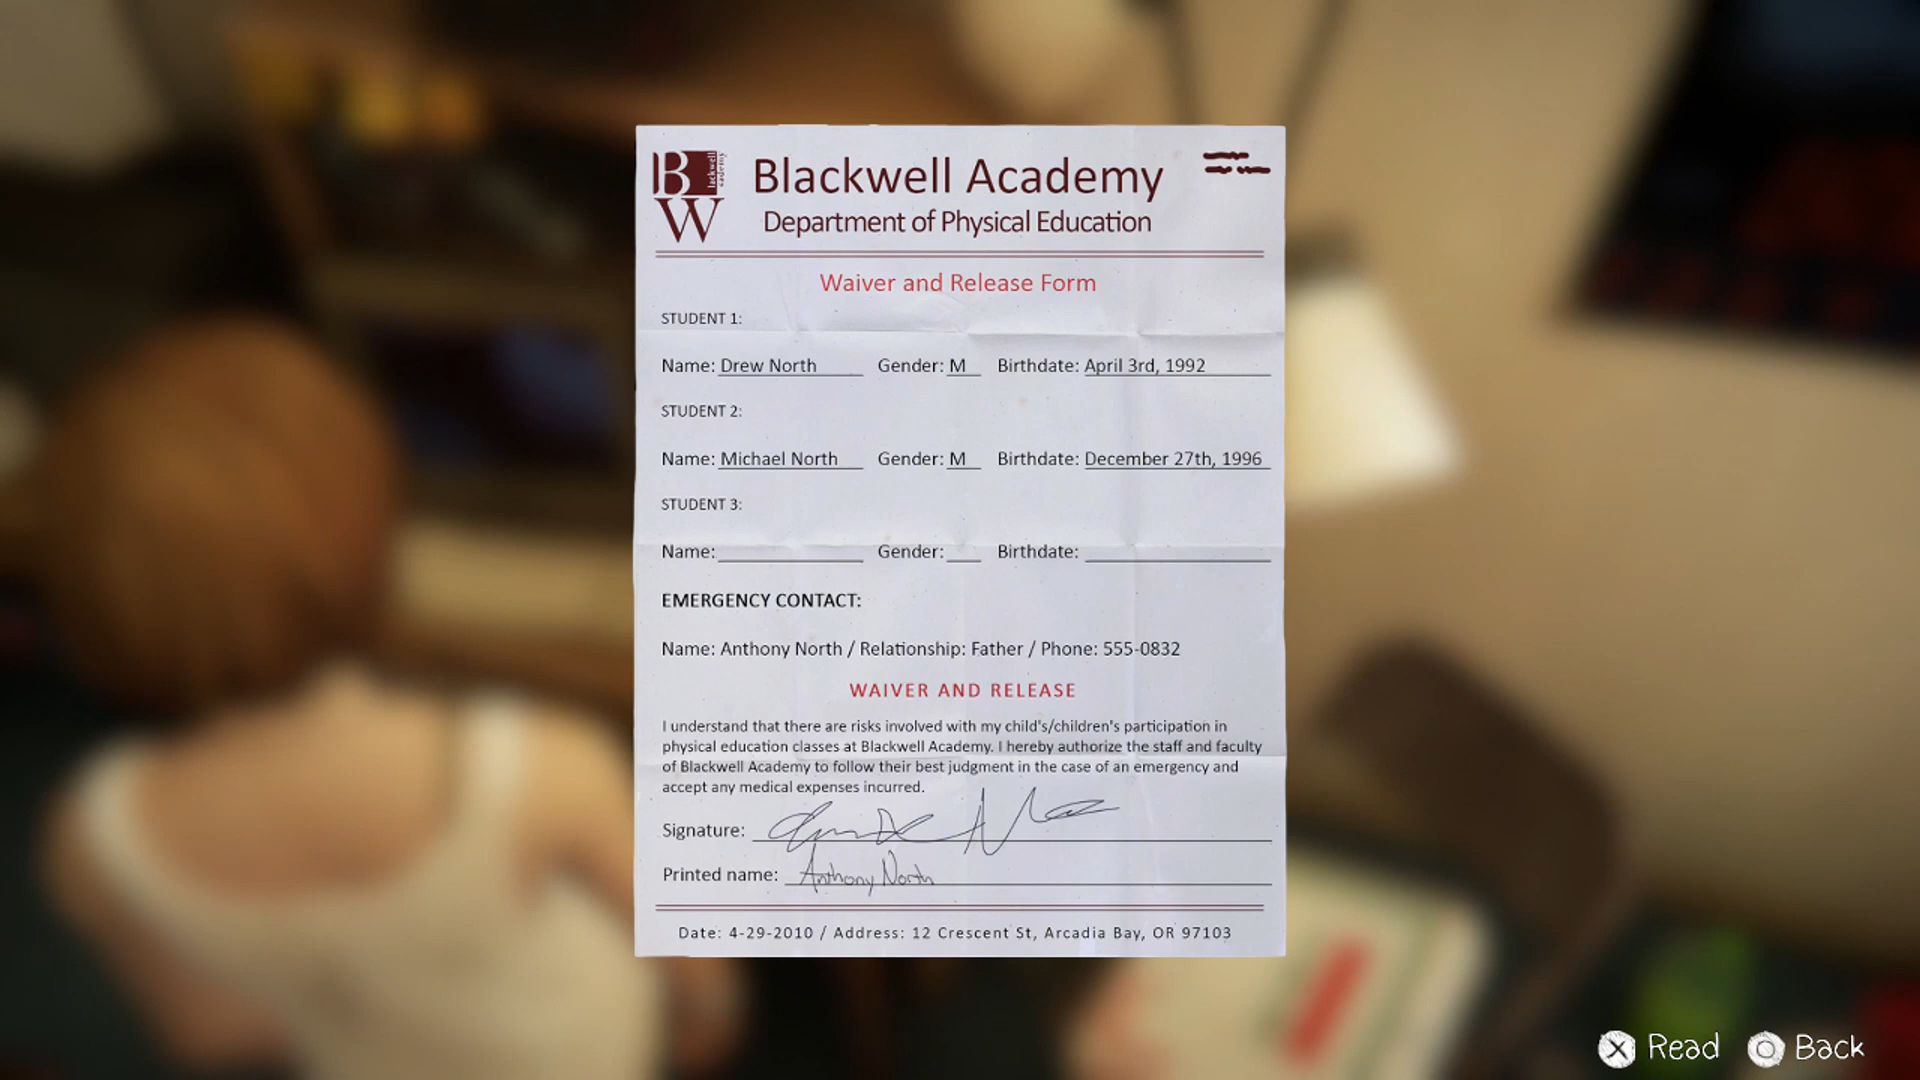 B lackwell cademy
W
Blackwell Academy
Department of Physical Education
Waiver and Release Form
STUDENT 1:
Name: Drew North Gender: M Birthdate: April 3rd, 1992
STUDENT 2:
Name: Michael North Gender: M Birthdate: December 27th, 1996
STUDENT 3:
Name: Gender: Birthdate:
EMERGENCY CONTACT:
Name: Anthony North / Relationship: Father / Phone: 555-0832
WAIVER AND RELEASE
I understand that there are risks involved with my child's/children's participation in
physical education classes at Blackwell Academy. I hereby authorize the staff and faculty
of Blackwell Academy to follow their best judgment in the case of an emergency and
accept any medical expenses incurred.
Signature:
Printed name: Anthony North
Date: 4-29-2010 / Address: 12 Crescent St, Arcadia Bay, OR 97103
Read Back